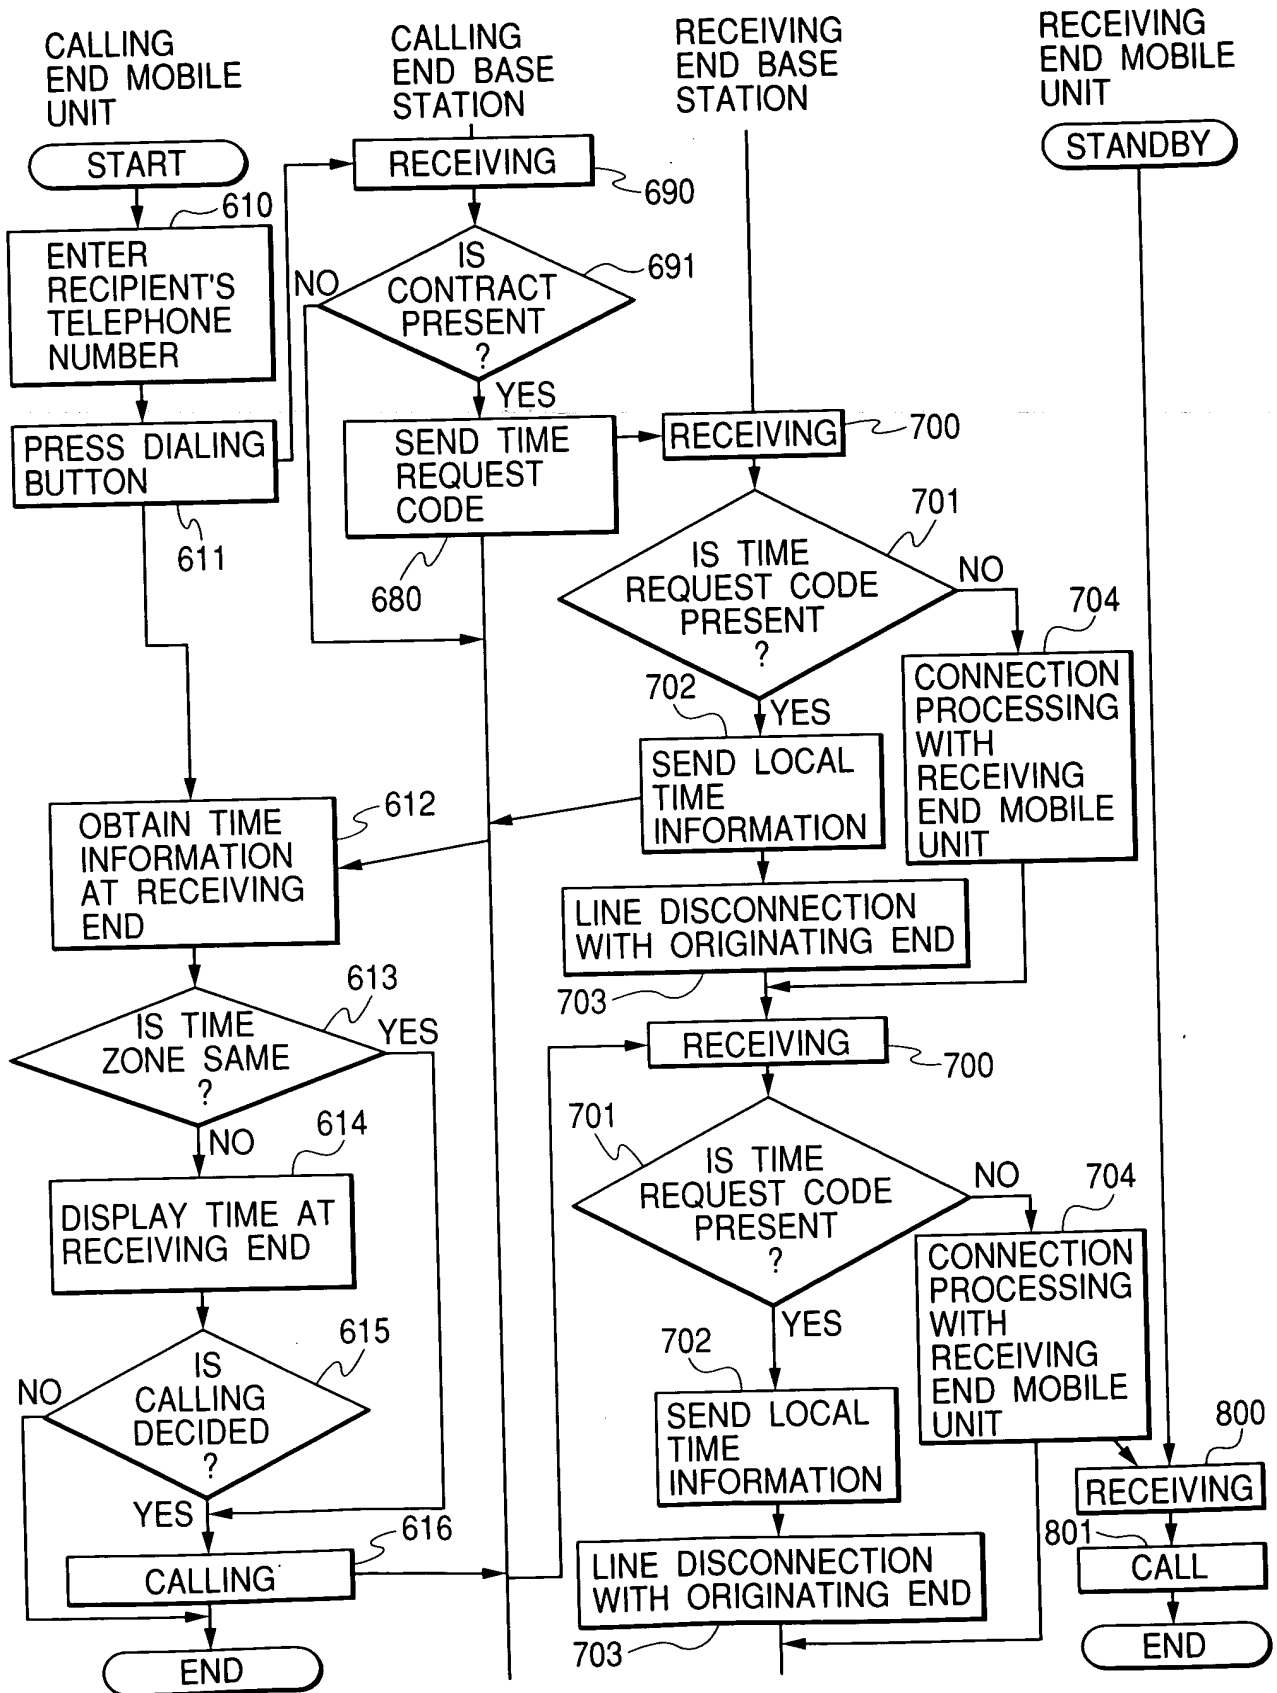 CALLING
END MOBILE
UNIT
CALLING
END BASE
STATION
RECEIVING
END BASE
STATION
RECEIVING
END MOBILE
UNIT
START
RECEIVING
690
STANDBY
610
ENTER
RECIPIENT'S
TELEPHONE
NUMBER
IS
CONTRACT
PRESENT
?
691
NO
YES
PRESS DIALING
BUTTON
611
SEND TIME
REQUEST
CODE
680
RECEIVING
700
701
IS TIME
REQUEST CODE
PRESENT
?
NO
YES
704
CONNECTION
PROCESSING
WITH
RECEIVING
END MOBILE
UNIT
702
SEND LOCAL
TIME
INFORMATION
612
OBTAIN TIME
INFORMATION
AT RECEIVING
END
LINE DISCONNECTION
WITH ORIGINATING END
703
613
IS TIME
ZONE SAME
?
YES
NO
RECEIVING
700
701
IS TIME
REQUEST CODE
PRESENT
?
NO
YES
704
CONNECTION
PROCESSING
WITH
RECEIVING
END MOBILE
UNIT
614
DISPLAY TIME AT
RECEIVING END
615
IS
CALLING
DECIDED
?
NO
YES
702
SEND LOCAL
TIME
INFORMATION
800
RECEIVING
616
CALLING
LINE DISCONNECTION
WITH ORIGINATING END
703
801
CALL
END
END